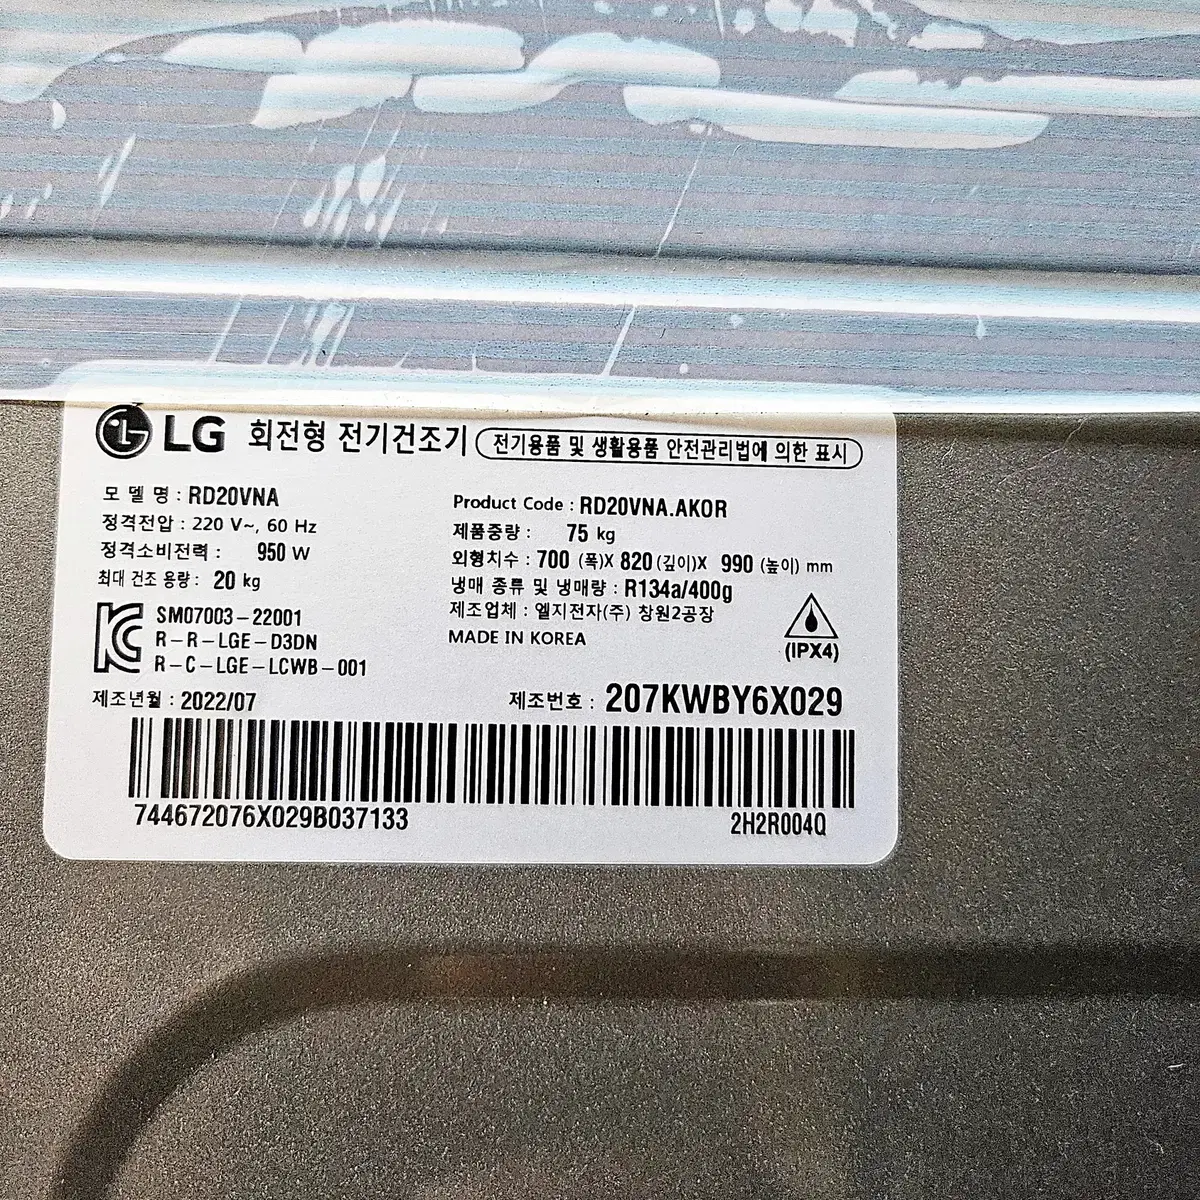 LG 회전형 전기건조기 전기용품 및 생활용품 안전관리법에 의한 표시
모 델 명 : RD20VNA
정격전압 : 220 V~, 60 Hz
정격소비전력 : 950 W
최대 건조 용량 : 20 kg
Product Code : RD20VNA.AKOR
제품중량 : 75 kg
외형치수 : 700 (폭)X 820 (깊이)X 990 (높이) mm
냉매 종류 및 냉매량 : R134a/400g
제조업체 : 엘지전자(주) 창원2공장
MADE IN KOREA
(IPX4)
SM07003-22001
R-R-LGE-D3DN
R-C-LGE-LCWB-001
제조년월 : 2022/07
제조번호 : 207KWBY6X029
744672076X029B037133
2H2R004Q